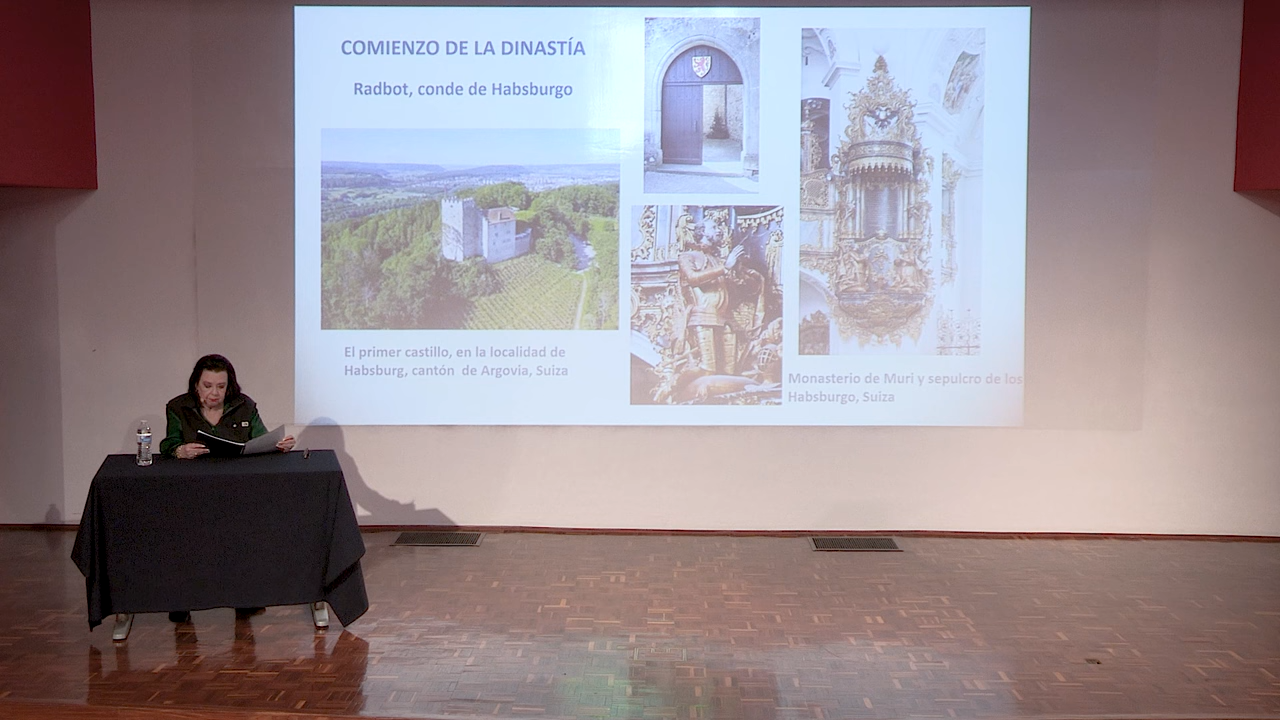 COMIENZO DE LA DINASTÍA
Radbot, conde de Habsburgo
El primer castillo, en la localidad de
Habsburg, cantón de Argovia, Suiza
Monasterio de Muri y sepulcro de los
Habsburgo, Suiza